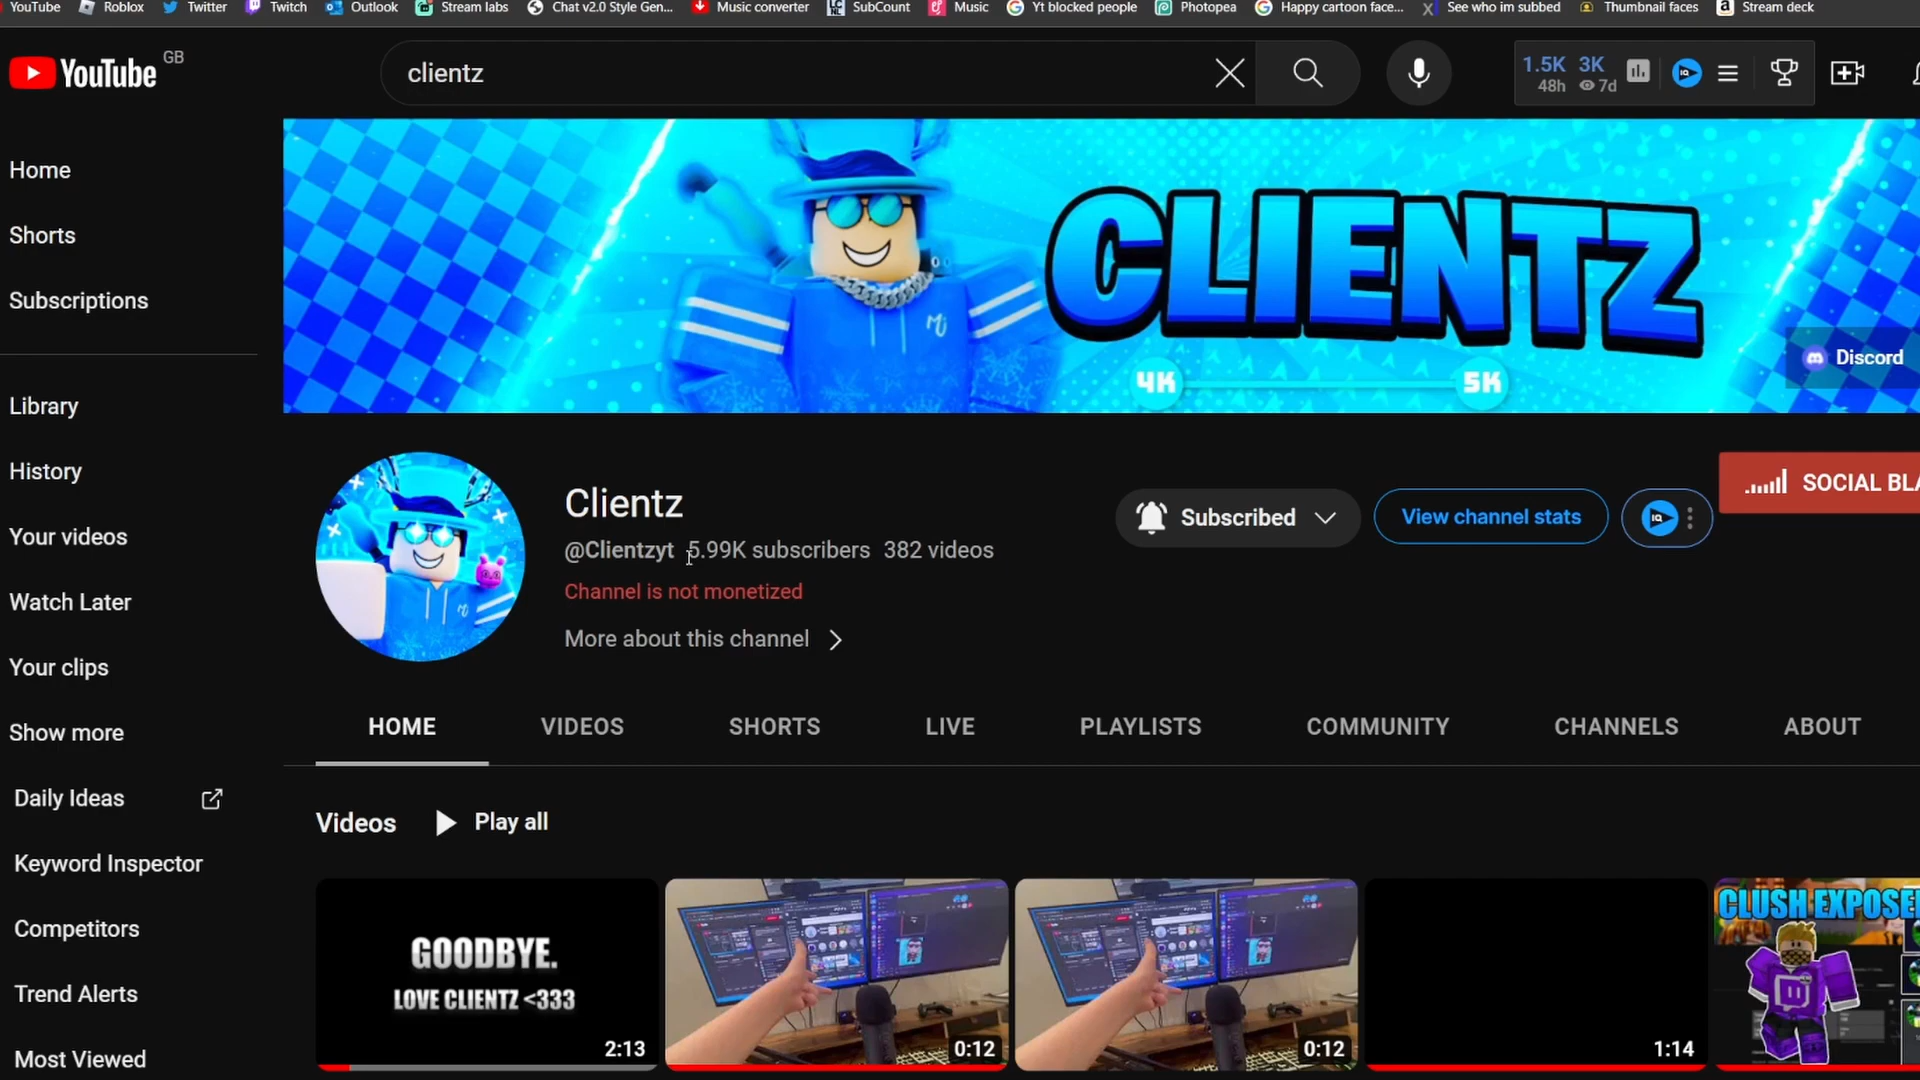 YouTube Roblox Twitter Twitch Outlook Stream labs Chat v2.0 Style Gen... Music converter SubCount Music Yt blocked people Photopea Happy cartoon face... See who im subbed Thumbnail faces Stream deck
YouTube GB
clientz
1.5K 3K
48h 7d
IQ
Home
Shorts
Subscriptions
Library
History
Your videos
Watch Later
Your clips
Show more
Daily Ideas
Keyword Inspector
Competitors
Trend Alerts
Most Viewed
CLIENTZ
4K 5K
Discord
Clientz
@Clientzyt 5.99K subscribers 382 videos
Channel is not monetized
More about this channel
Subscribed
View channel stats
IQ
SOCIAL BLA
HOME VIDEOS SHORTS LIVE PLAYLISTS COMMUNITY CHANNELS ABOUT
Videos Play all
GOODBYE.
LOVE CLIENTZ <333
2:13
0:12
0:12
1:14
CLUSH EXPOSE